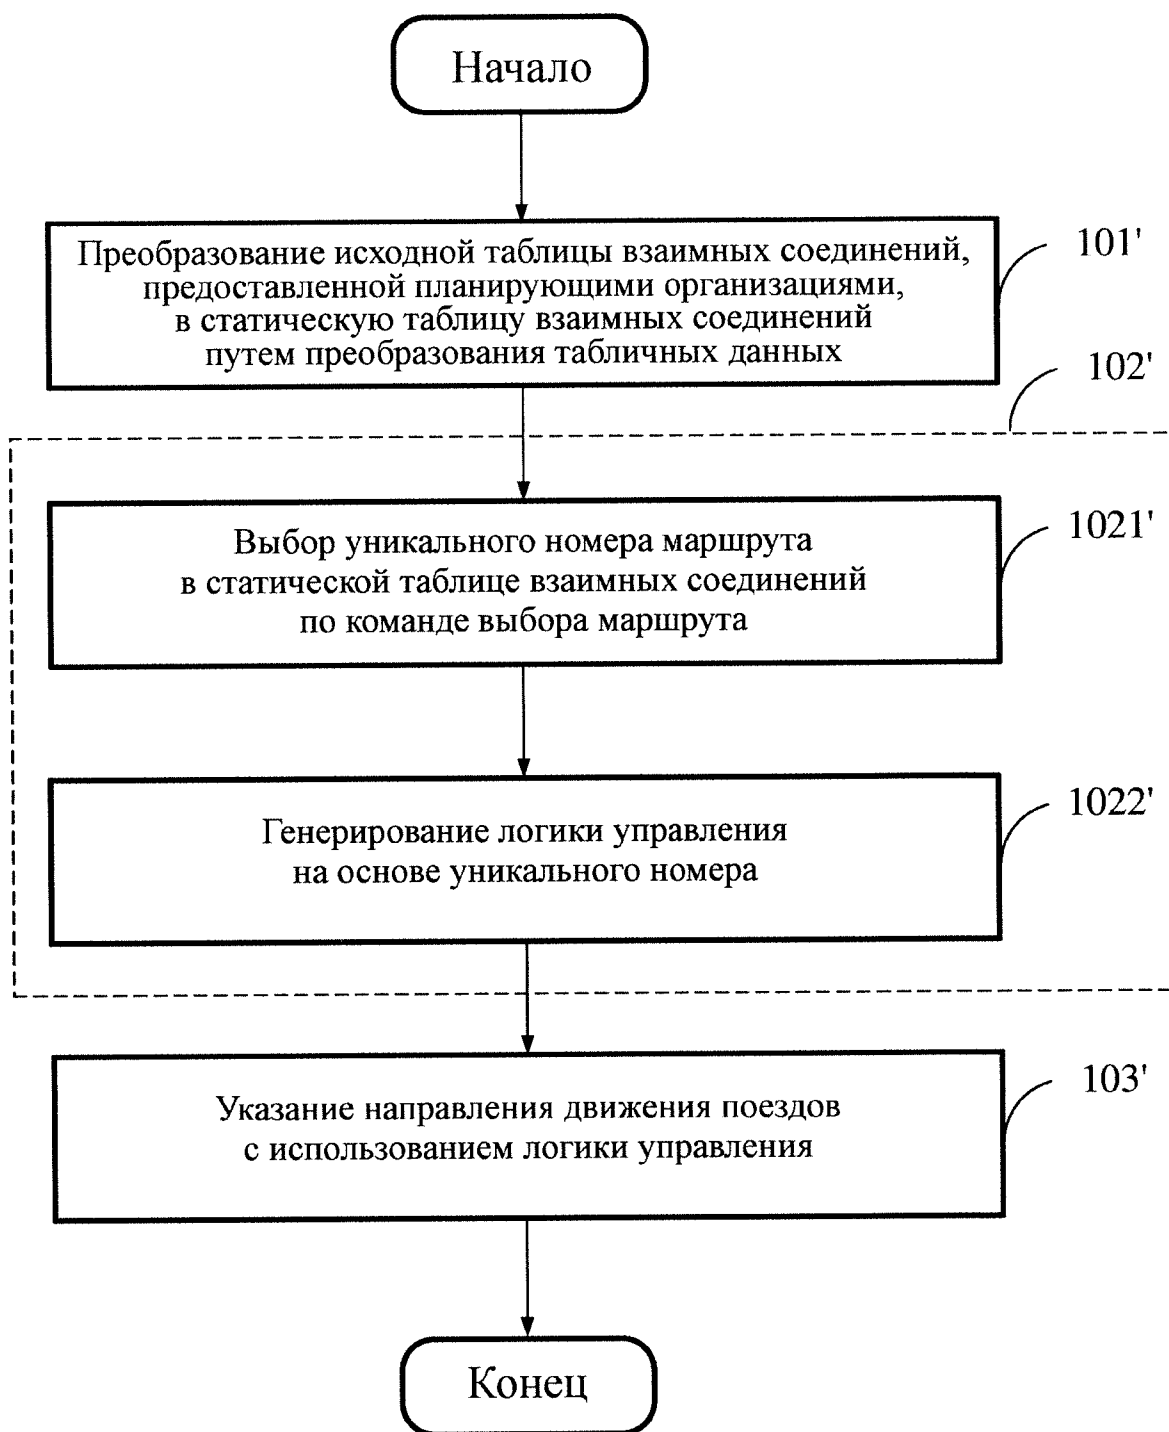 Начало
Преобразование исходной таблицы взаимных соединений,
предоставленной планирующими организациями,
в статическую таблицу взаимных соединений
путем преобразования табличных данных
101'
102'
Выбор уникального номера маршрута
в статической таблице взаимных соединений
по команде выбора маршрута
1021'
Генерирование логики управления
на основе уникального номера
1022'
Указание направления движения поездов
с использованием логики управления
103'
Конец